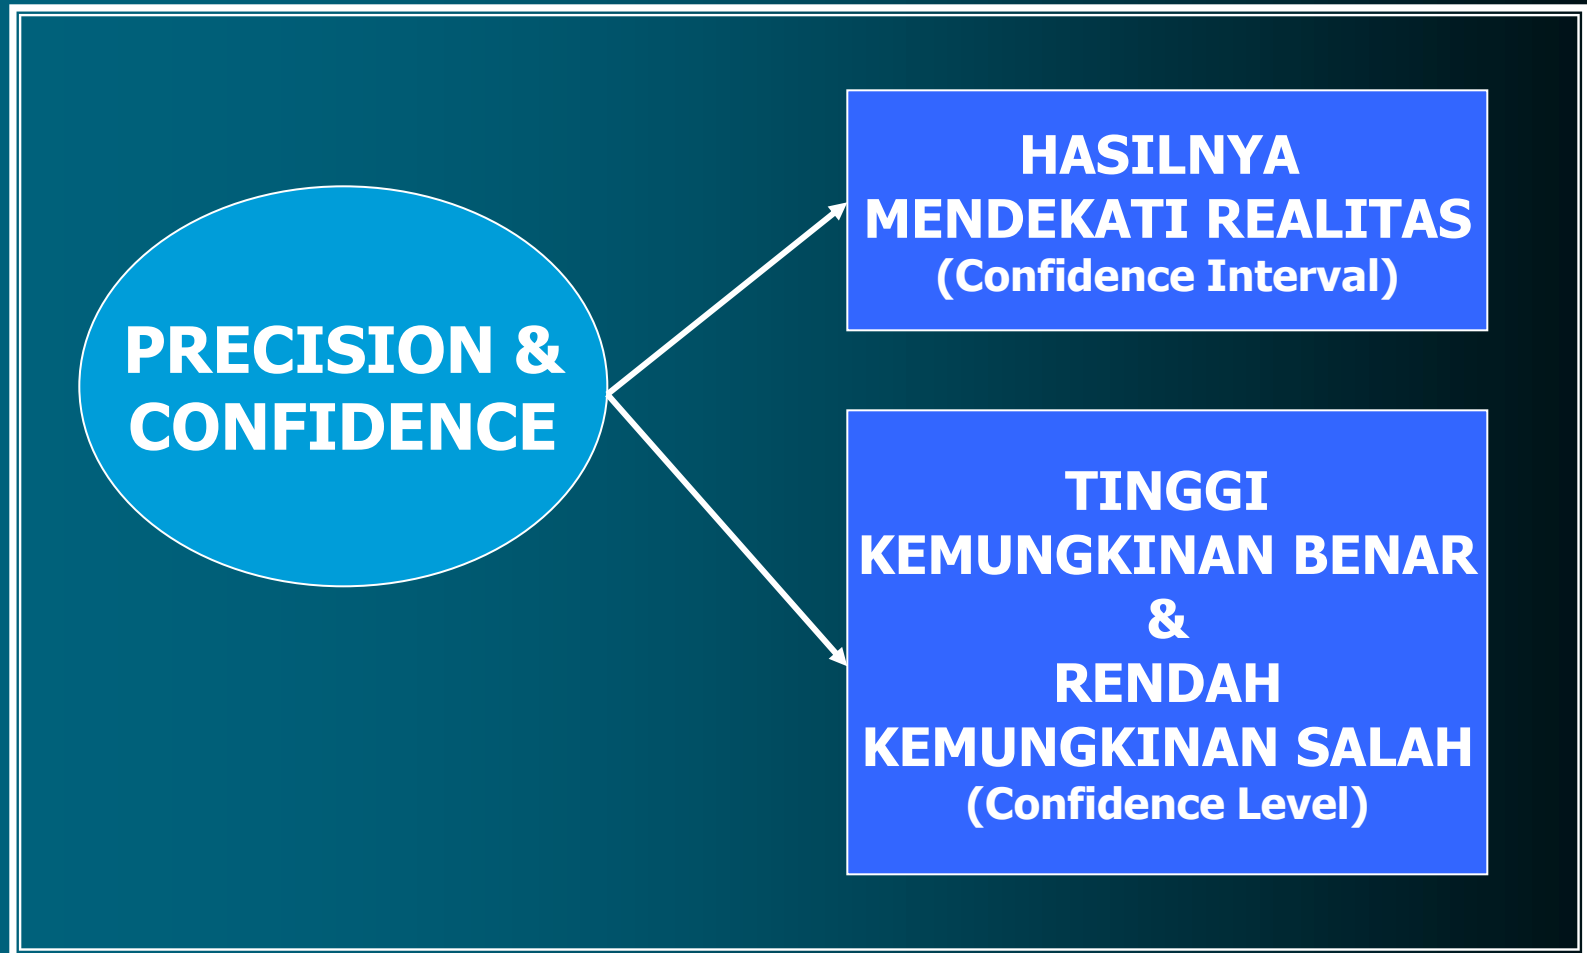 PRECISION &
CONFIDENCE
HASILNYA
MENDEKATI REALITAS
(Confidence Interval)
TINGGI
KEMUNGKINAN BENAR
&
RENDAH
KEMUNGKINAN SALAH
(Confidence Level)